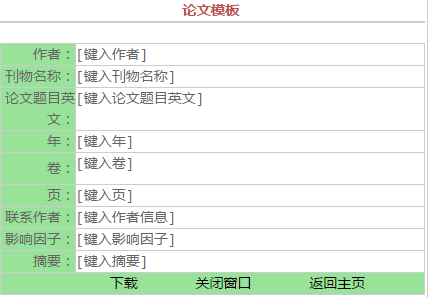 论文模板
作者：[键入作者]
刊物名称：[键入刊物名称]
论文题目英文：[键入论文题目英文]
年：[键入年]
卷：[键入卷]
页：[键入页]
联系作者：[键入作者信息]
影响因子：[键入影响因子]
摘要：[键入摘要]
下载 关闭窗口 返回主页